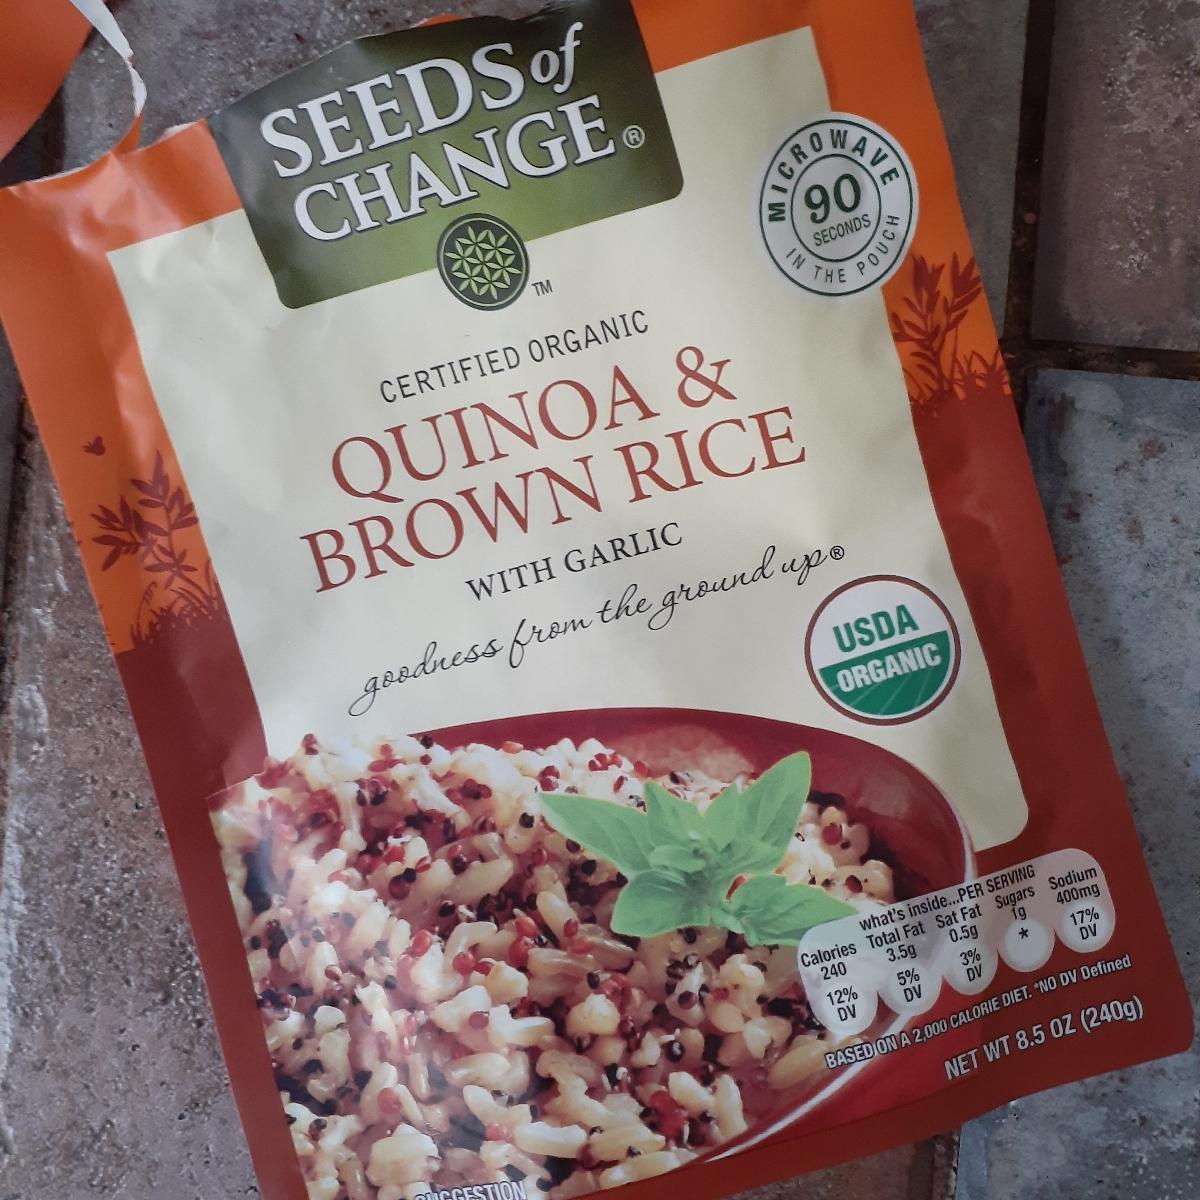 SEEDS of
CHANGE®
TM
MICROWAVE
90
SECONDS
IN THE POUCH
CERTIFIED ORGANIC
QUINOA &
BROWN RICE
WITH GARLIC
goodness from the ground up®
USDA
ORGANIC
what's inside...PER SERVING
Calories Total Fat Sat Fat Sugars Sodium
240 3.5g 0.5g 1g 400mg
12% 5% 3% * 17%
DV DV DV DV
BASED ON A 2,000 CALORIE DIET. *NO DV Defined
NET WT 8.5 OZ (240g)
SUGGESTION